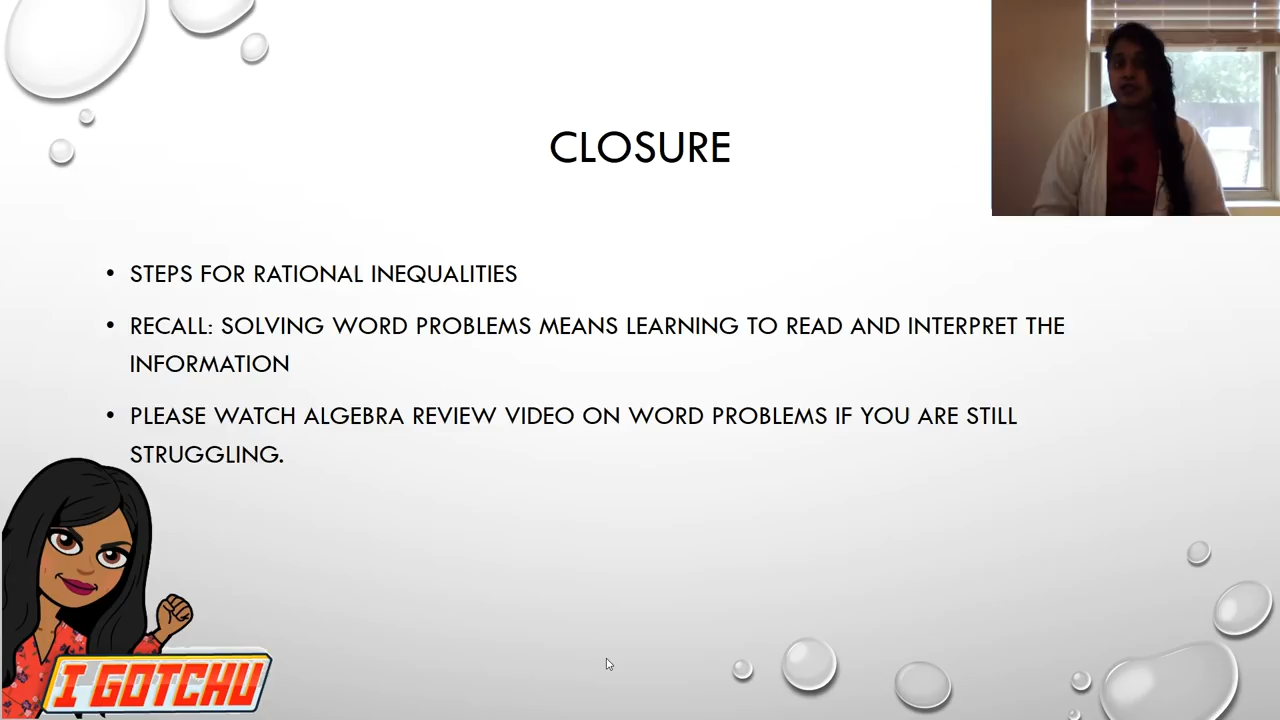 CLOSURE
• STEPS FOR RATIONAL INEQUALITIES
• RECALL: SOLVING WORD PROBLEMS MEANS LEARNING TO READ AND INTERPRET THE
INFORMATION
• PLEASE WATCH ALGEBRA REVIEW VIDEO ON WORD PROBLEMS IF YOU ARE STILL
STRUGGLING.
I GOTCHU